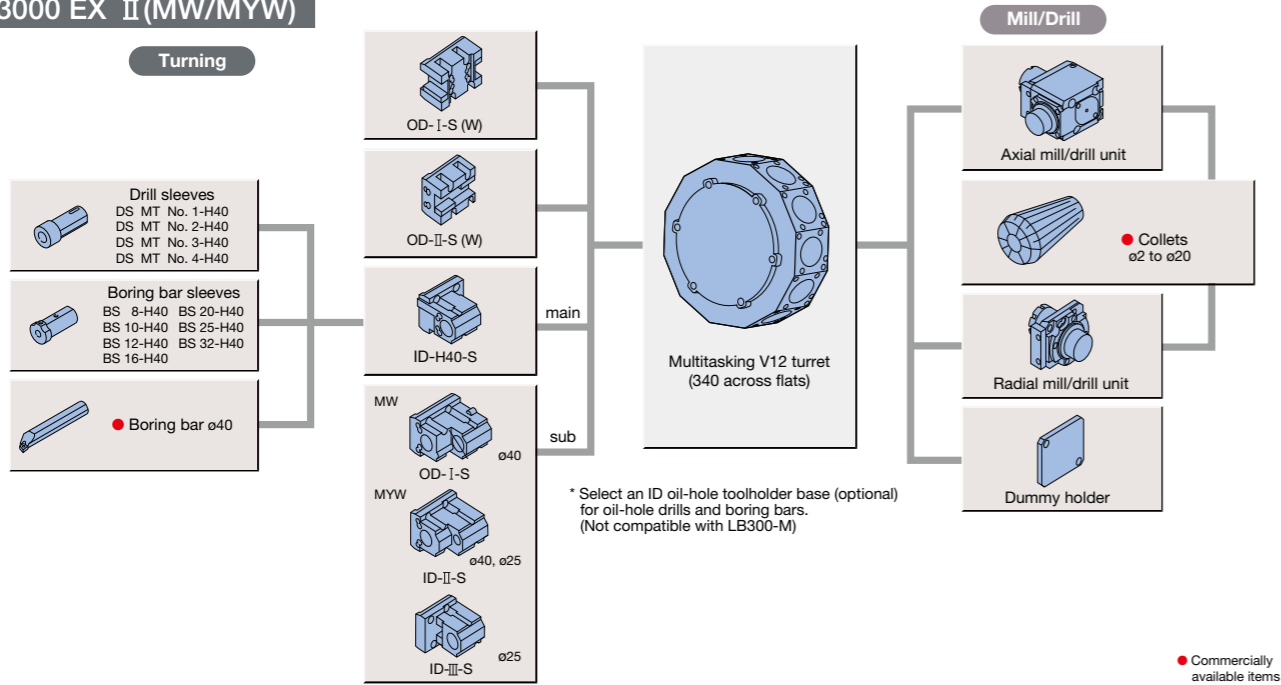 3000 EX Ⅱ(MW/MYW)
Turning
Drill sleeves
DS MT No. 1-H40
DS MT No. 2-H40
DS MT No. 3-H40
DS MT No. 4-H40
Boring bar sleeves
BS 8-H40 BS 20-H40
BS 10-H40 BS 25-H40
BS 12-H40 BS 32-H40
BS 16-H40
Boring bar ø40
OD-Ⅰ-S (W)
OD-Ⅱ-S (W)
ID-H40-S
main
MW
ø40
OD-Ⅰ-S
MYW
ø40, ø25
ID-Ⅱ-S
ø25
ID-Ⅲ-S
sub
Multitasking V12 turret
(340 across flats)
* Select an ID oil-hole toolholder base (optional)
for oil-hole drills and boring bars.
(Not compatible with LB300-M)
Mill/Drill
Axial mill/drill unit
Collets
ø2 to ø20
Radial mill/drill unit
Dummy holder
Commercially
available items